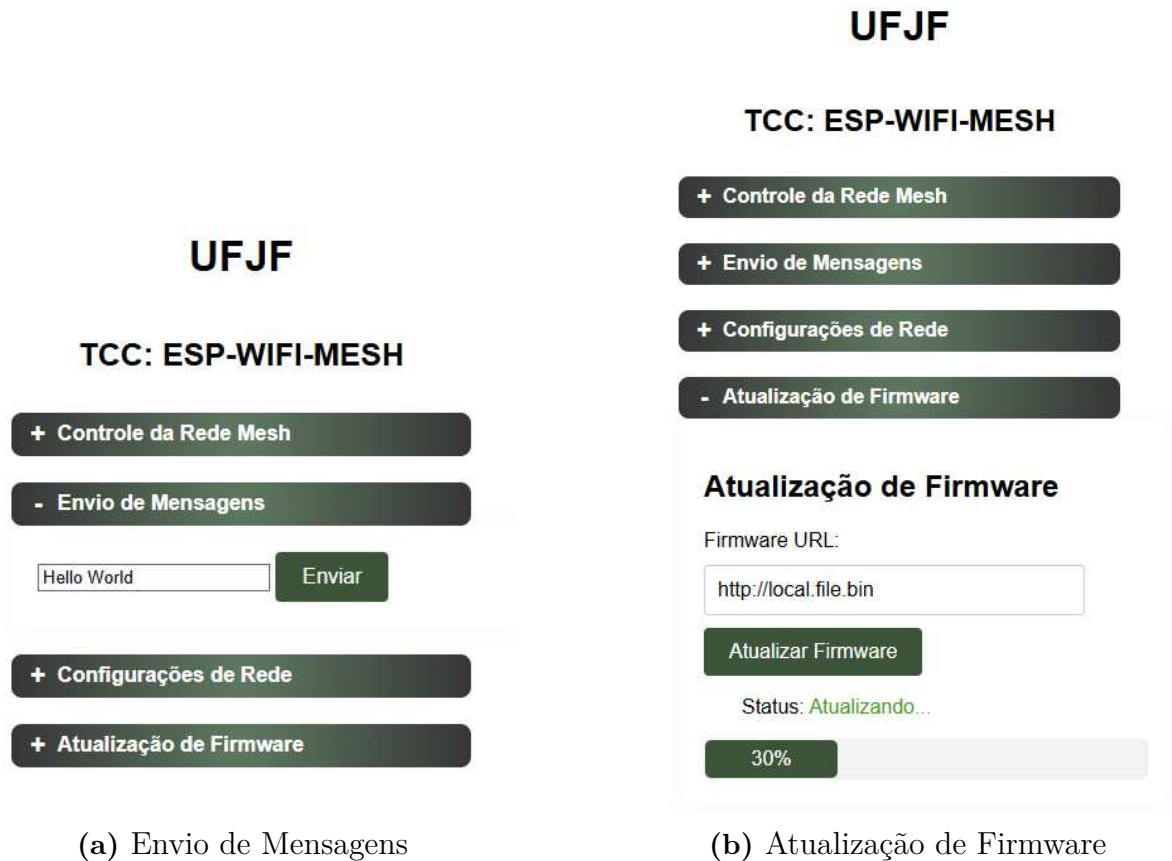 UFJF
TCC: ESP-WIFI-MESH
+ Controle da Rede Mesh
- Envio de Mensagens
Hello World
Enviar
+ Configurações de Rede
+ Atualização de Firmware
(a) Envio de Mensagens
UFJF
TCC: ESP-WIFI-MESH
+ Controle da Rede Mesh
+ Envio de Mensagens
+ Configurações de Rede
- Atualização de Firmware
Atualização de Firmware
Firmware URL:
http://local.file.bin
Atualizar Firmware
Status: Atualizando...
30%
(b) Atualização de Firmware